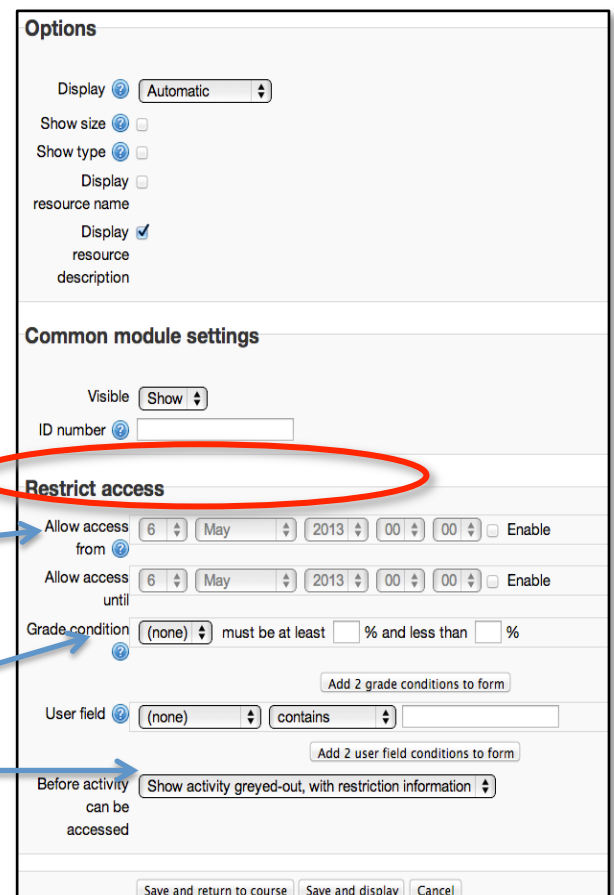 Options
Display Automatic
Show size
Show type
Display
resource name
Display
resource
description
Common module settings
Visible Show
ID number
Restrict access
Allow access 6 May 2013 00 00 Enable
from
Allow access 6 May 2013 00 00 Enable
until
Grade condition (none) must be at least % and less than %
Add 2 grade conditions to form
User field (none) contains
Add 2 user field conditions to form
Before activity Show activity greyed-out, with restriction information
can be
accessed
Save and return to course Save and display Cancel